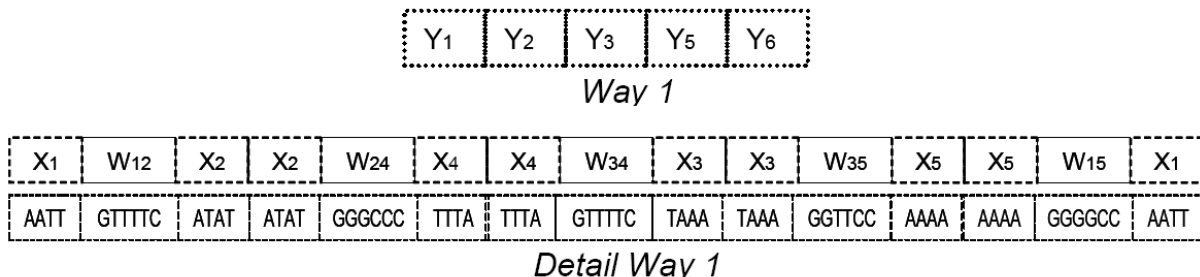 Y1 Y2 Y3 Y5 Y6
Way 1
X1 W12 X2 X2 W24 X4 X4 W34 X3 X3 W35 X5 X5 W15 X1
AATT GTTTTC ATAT ATAT GGGCCC TTTA TTTA GTTTTC TAAA TAAA GGTTCC AAAA AAAA GGGGCC AATT
Detail Way 1